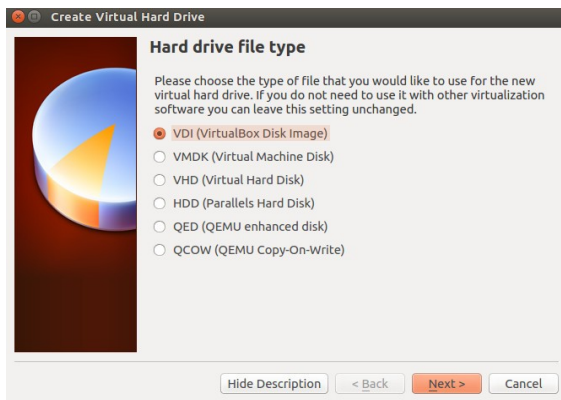 Create Virtual Hard Drive
Hard drive file type
Please choose the type of file that you would like to use for the new
virtual hard drive. If you do not need to use it with other virtualization
software you can leave this setting unchanged.
VDI (VirtualBox Disk Image)
VMDK (Virtual Machine Disk)
VHD (Virtual Hard Disk)
HDD (Parallels Hard Disk)
QED (QEMU enhanced disk)
QCOW (QEMU Copy-On-Write)
Hide Description < Back Next > Cancel